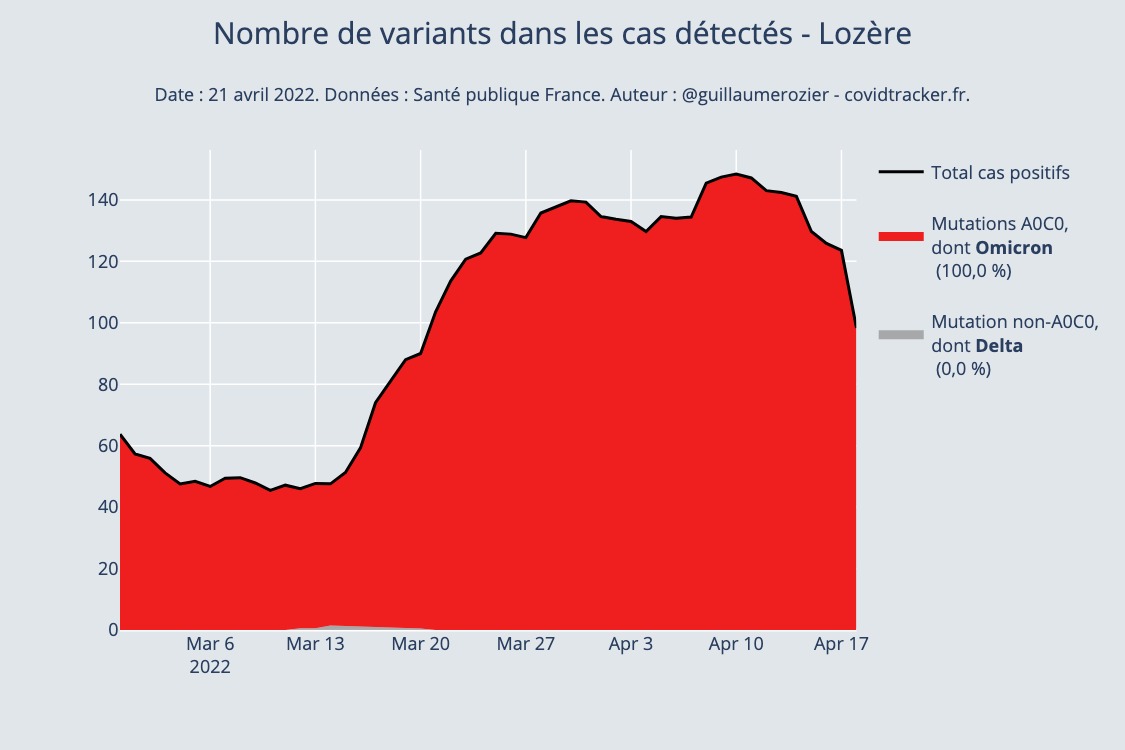 Nombre de variants dans les cas détectés - Lozère
Date : 21 avril 2022. Données : Santé publique France. Auteur : @guillaumerozier - covidtracker.fr.
140
120
100
80
60
40
20
0
Mar 6
2022
Mar 13
Mar 20
Mar 27
Apr 3
Apr 10
Apr 17
Total cas positifs
Mutations A0C0,
dont Omicron
(100,0 %)
Mutation non-A0C0,
dont Delta
(0,0 %)